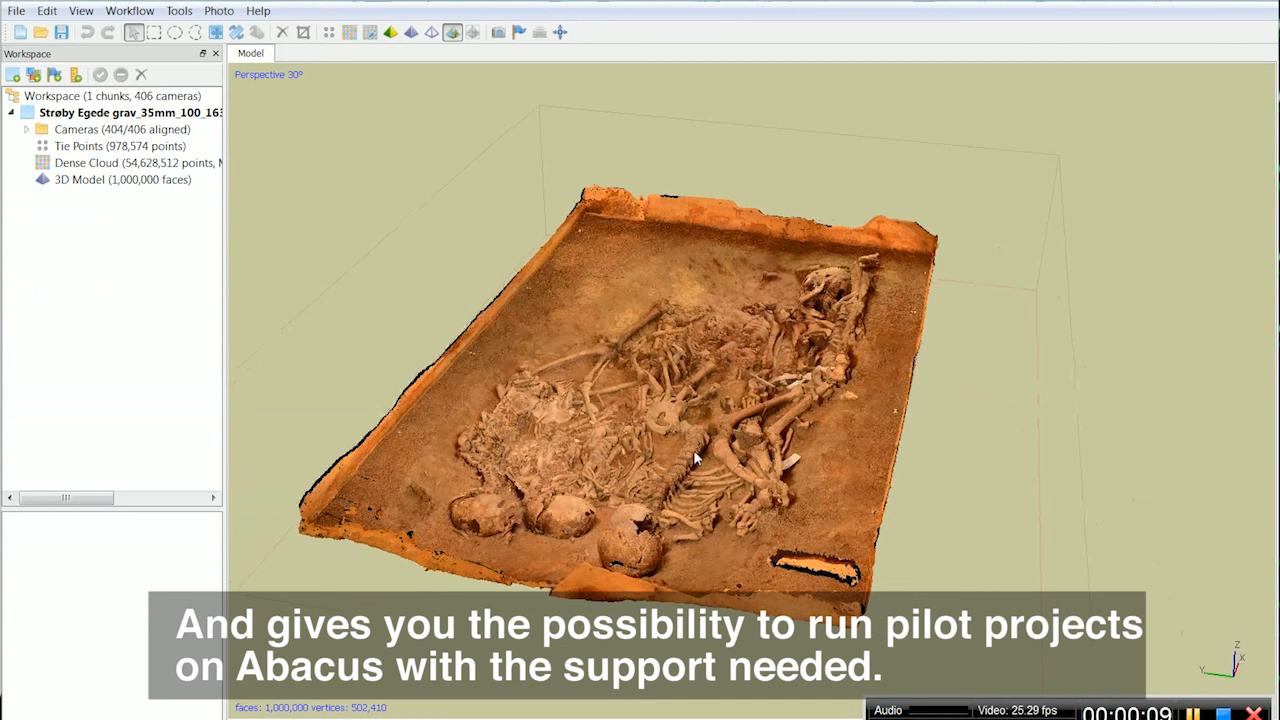 File Edit View Workflow Tools Photo Help
Workspace
Model
Perspective 30°
Workspace (1 chunks, 406 cameras)
Strøby Egede grav_35mm_100_163
Cameras (404/406 aligned)
Tie Points (978,574 points)
Dense Cloud (54,628,512 points,
3D Model (1,000,000 faces)
And gives you the possibility to run pilot projects
on Abacus with the support needed.
Z
X
Y
faces: 1,000,000 vertices: 502,410
Audio
Video: 25.29 fps
00:00:09